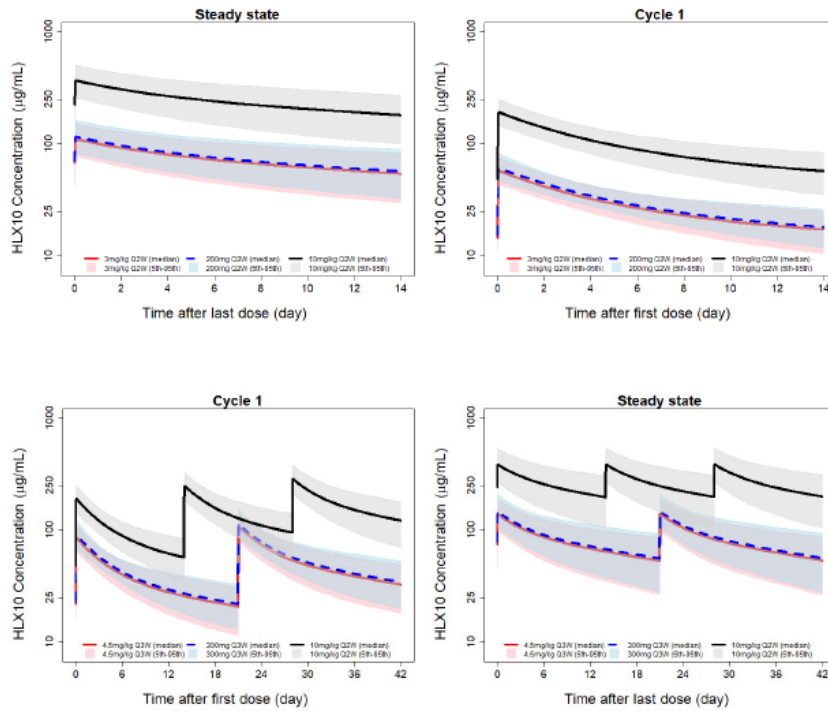 Steady state
Cycle 1
HLX10 Concentration (μg/mL)
1000
250
100
25
10
3mg/kg Q2W (median) 200mg Q2W (median) 10mg/kg Q2W (median)
3mg/kg Q2W (5th-95th) 200mg Q2W (5th-95th) 10mg/kg Q2W (5th-95th)
0 2 4 6 8 10 12 14
Time after last dose (day)
HLX10 Concentration (μg/mL)
1000
250
100
25
10
3mg/kg Q2W (median) 200mg Q2W (median) 10mg/kg Q2W (median)
3mg/kg Q2W (5th-95th) 200mg Q2W (5th-95th) 10mg/kg Q2W (5th-95th)
0 2 4 6 8 10 12 14
Time after first dose (day)
Cycle 1
Steady state
HLX10 Concentration (μg/mL)
1000
250
100
25
10
4.5mg/kg Q3W (median) 300mg Q3W (median) 10mg/kg Q2W (median)
4.5mg/kg Q3W (5th-95th) 300mg Q3W (5th-95th) 10mg/kg Q2W (5th-95th)
0 6 12 18 24 30 36 42
Time after first dose (day)
HLX10 Concentration (μg/mL)
1000
250
100
25
10
4.5mg/kg Q3W (median) 300mg Q3W (median) 10mg/kg Q2W (median)
4.5mg/kg Q3W (5th-95th) 300mg Q3W (5th-95th) 10mg/kg Q2W (5th-95th)
0 6 12 18 24 30 36 42
Time after last dose (day)